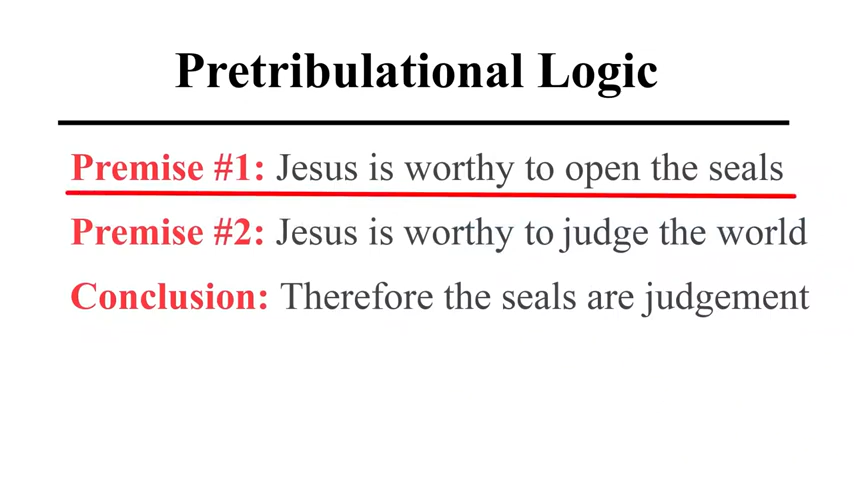 Pretribulational Logic
Premise #1: Jesus is worthy to open the seals
Premise #2: Jesus is worthy to judge the world
Conclusion: Therefore the seals are judgement